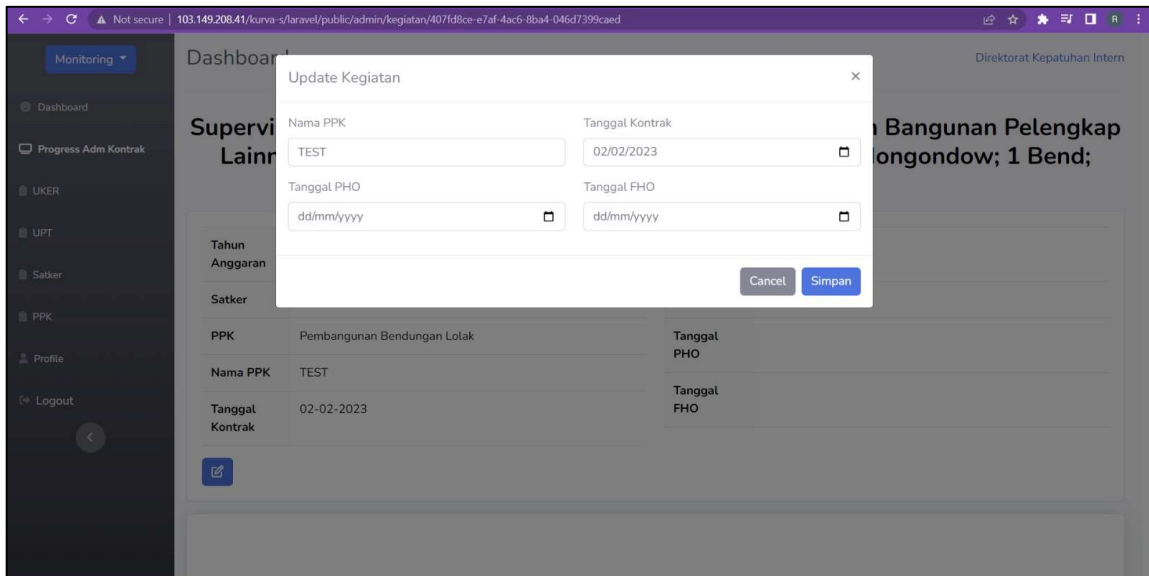 Not secure | 103.149.208.41/kurva-s/laravel/public/admin/kegiatan/407fd8ce-e7af-4ac6-8ba4-046d7399caed
R
Monitoring
Dashboar
Direktorat Kepatuhan Intern
Dashboard
Progress Adm Kontrak
UKER
UPT
Satker
PPK
Profile
Logout
Update Kegiatan
Nama PPK
Tanggal Kontrak
TEST
02/02/2023
Tanggal PHO
Tanggal FHO
dd/mm/yyyy
dd/mm/yyyy
Cancel
Simpan
Supervi
Bangunan Pelengkap
Lainn
ongondow; 1 Bend;
Tahun
Anggaran
Satker
PPK
Pembangunan Bendungan Lolak
Nama PPK
TEST
Tanggal
Kontrak
02-02-2023
Tanggal
PHO
Tanggal
FHO